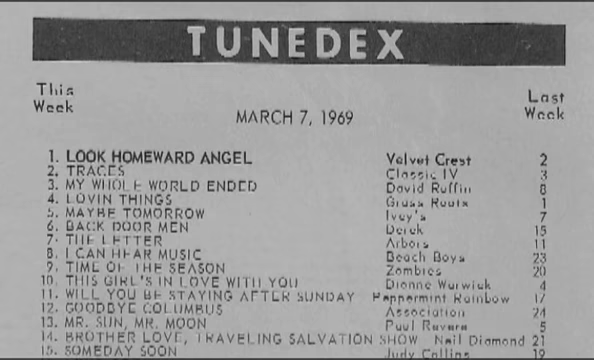 TUNEDEX
This Week
Last Week
MARCH 7, 1969
1. LOOK HOMEWARD ANGEL Velvet Crest 2
2. TRACES Classic IV 3
3. MY WHOLE WORLD ENDED David Ruffin 8
4. LOVIN THINGS Grass Roots 1
5. MAYBE TOMORROW Ivey's 7
6. BACK DOOR MEN Derek 15
7. THE LETTER Arbors 11
8. I CAN HEAR MUSIC Beach Boys 23
9. TIME OF THE SEASON Zombies 20
10. THIS GIRL'S IN LOVE WITH YOU Dionne Warwick 4
11. WILL YOU BE STAYING AFTER SUNDAY Peppermint Rainbow 17
12. GOODBYE COLUMBUS Association 24
13. MR. SUN, MR. MOON Paul Revere 5
14. BROTHER LOVE, TRAVELING SALVATION SHOW Neil Diamond 21
15. SOMEDAY SOON Judy Collins